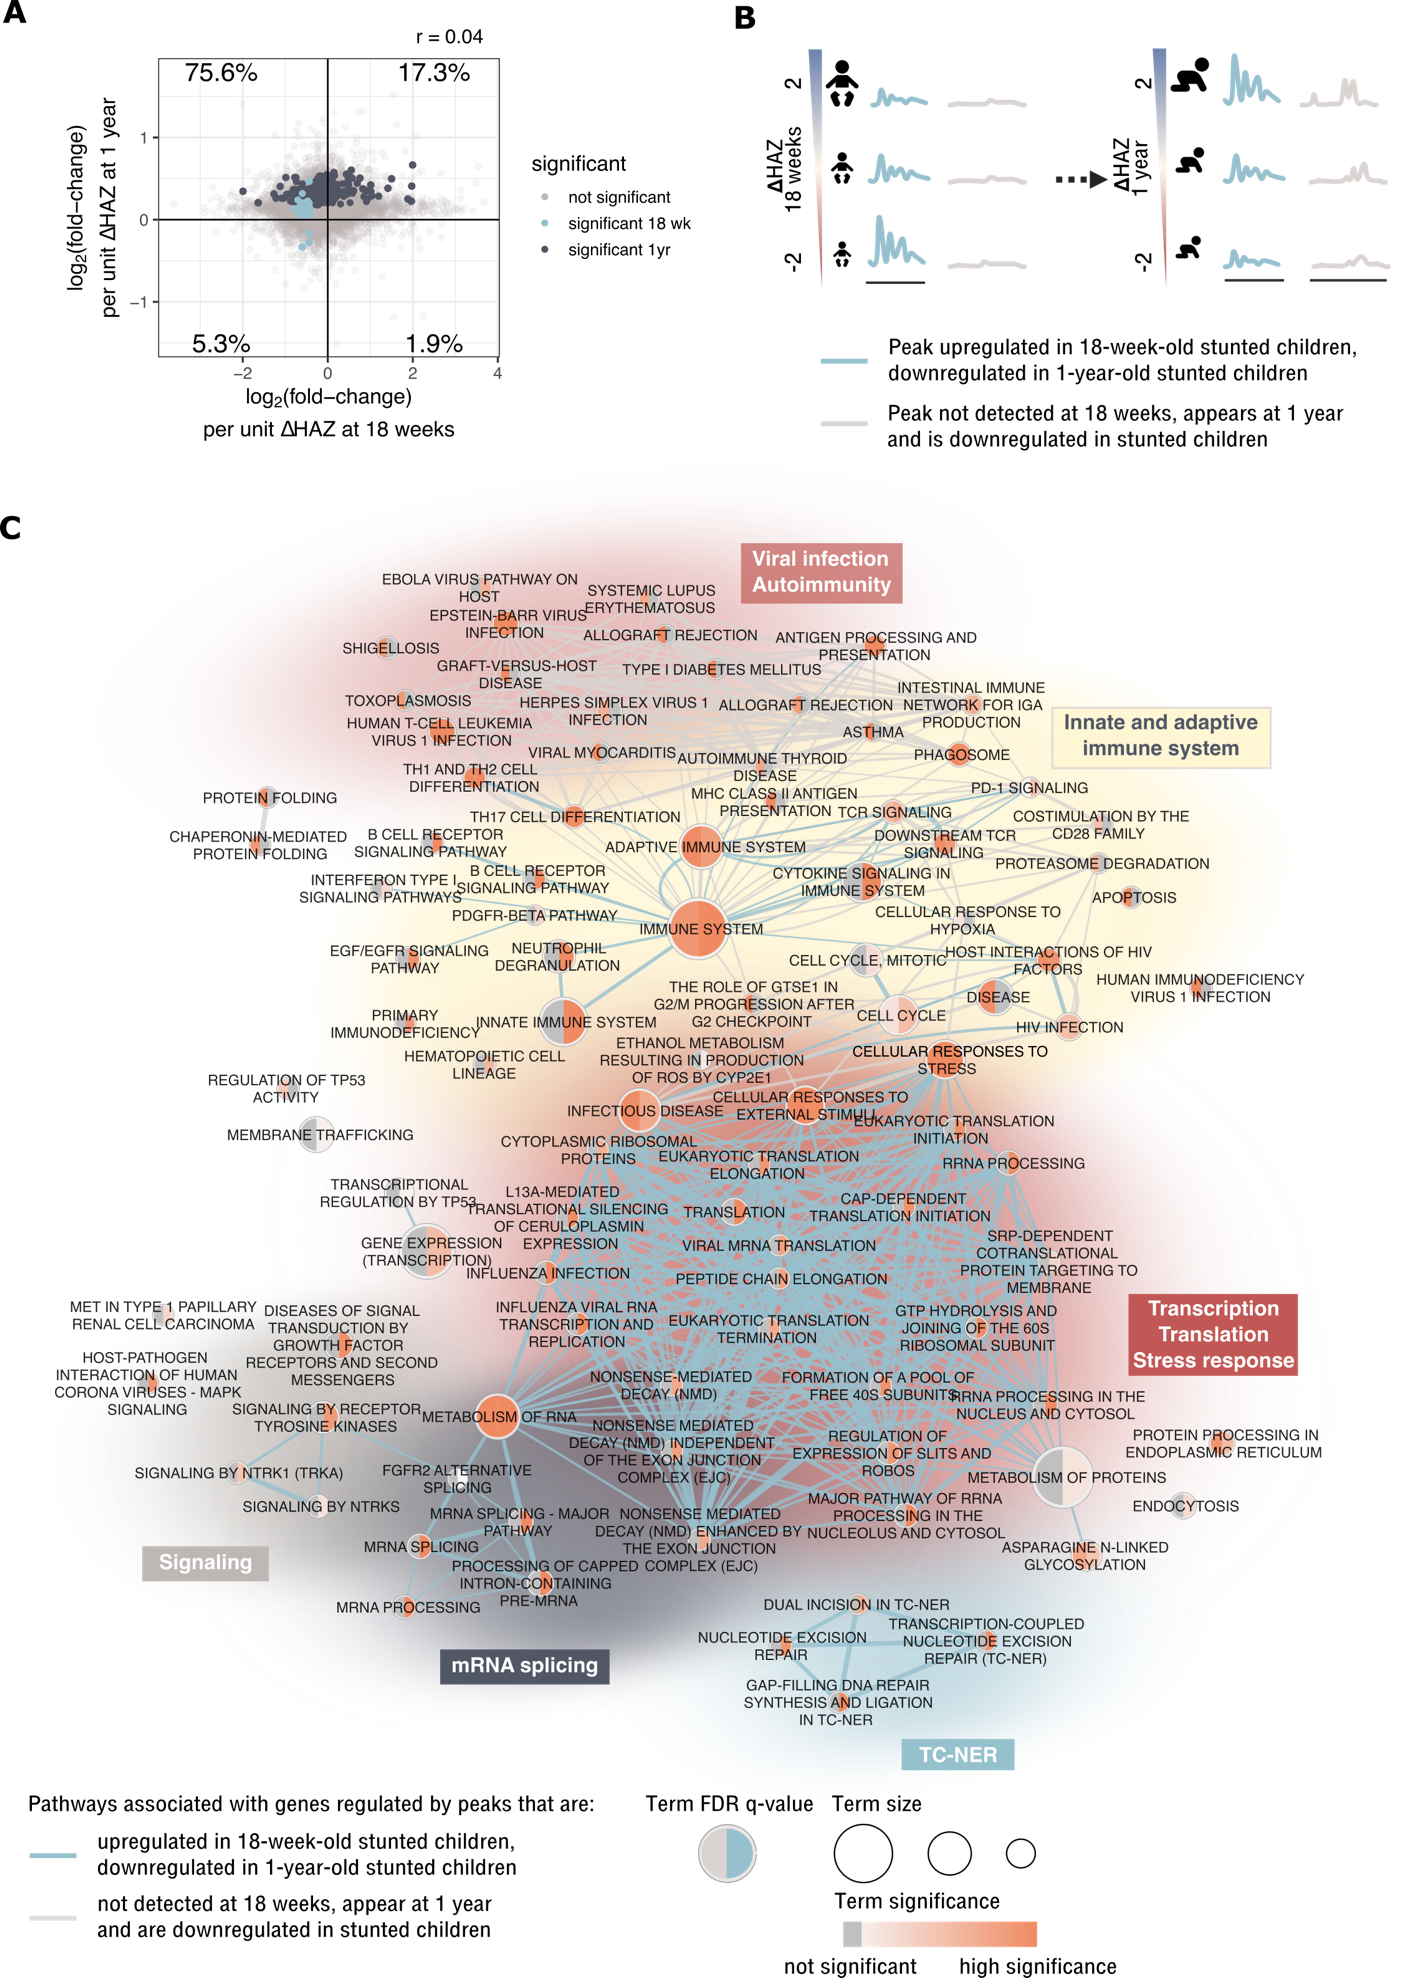 A
r = 0.04
75.6%
17.3%
5.3%
1.9%
1
0
−1
−2
0
2
4
log2(fold−change)
per unit ΔHAZ at 1 year
log2(fold−change)
per unit ΔHAZ at 18 weeks
significant
not significant
significant 18 wk
significant 1yr
B
2
ΔHAZ
18 weeks
-2
2
ΔHAZ
1 year
-2
Peak upregulated in 18-week-old stunted children,
downregulated in 1-year-old stunted children
Peak not detected at 18 weeks, appears at 1 year
and is downregulated in stunted children
C
Viral infection
Autoimmunity
EBOLA VIRUS PATHWAY ON
HOST
SYSTEMIC LUPUS
ERYTHEMATOSUS
EPSTEIN-BARR VIRUS
INFECTION
ALLOGRAFT REJECTION
ANTIGEN PROCESSING AND
PRESENTATION
SHIGELLOSIS
GRAFT-VERSUS-HOST
DISEASE
TYPE I DIABETES MELLITUS
TOXOPLASMOSIS
HERPES SIMPLEX VIRUS 1
INFECTION
ALLOGRAFT REJECTION
INTESTINAL IMMUNE
NETWORK FOR IGA
PRODUCTION
Innate and adaptive
immune system
HUMAN T-CELL LEUKEMIA
VIRUS 1 INFECTION
ASTHMA
VIRAL MYOCARDITIS
AUTOIMMUNE THYROID
DISEASE
PHAGOSOME
TH1 AND TH2 CELL
DIFFERENTIATION
MHC CLASS II ANTIGEN
PRESENTATION
PD-1 SIGNALING
PROTEIN FOLDING
TH17 CELL DIFFERENTIATION
TCR SIGNALING
COSTIMULATION BY THE
CD28 FAMILY
CHAPERONIN-MEDIATED
PROTEIN FOLDING
B CELL RECEPTOR
SIGNALING PATHWAY
ADAPTIVE IMMUNE SYSTEM
DOWNSTREAM TCR
SIGNALING
PROTEASOME DEGRADATION
INTERFERON TYPE I
SIGNALING PATHWAYS
B CELL RECEPTOR
SIGNALING PATHWAY
CYTOKINE SIGNALING IN
IMMUNE SYSTEM
APOPTOSIS
PDGFR-BETA PATHWAY
IMMUNE SYSTEM
CELLULAR RESPONSE TO
HYPOXIA
EGF/EGFR SIGNALING
PATHWAY
NEUTROPHIL
DEGRANULATION
CELL CYCLE, MITOTIC
HOST INTERACTIONS OF HIV
FACTORS
THE ROLE OF GTSE1 IN
G2/M PROGRESSION AFTER
G2 CHECKPOINT
DISEASE
HUMAN IMMUNODEFICIENCY
VIRUS 1 INFECTION
PRIMARY
IMMUNODEFICIENCY
INNATE IMMUNE SYSTEM
CELL CYCLE
HIV INFECTION
HEMATOPOIETIC CELL
LINEAGE
ETHANOL METABOLISM
RESULTING IN PRODUCTION
OF ROS BY CYP2E1
CELLULAR RESPONSES TO
STRESS
REGULATION OF TP53
ACTIVITY
INFECTIOUS DISEASE
CELLULAR RESPONSES TO
EXTERNAL STIMULI
EUKARYOTIC TRANSLATION
INITIATION
MEMBRANE TRAFFICKING
CYTOPLASMIC RIBOSOMAL
PROTEINS
EUKARYOTIC TRANSLATION
ELONGATION
RRNA PROCESSING
TRANSCRIPTIONAL
REGULATION BY TP53
L13A-MEDIATED
TRANSLATIONAL SILENCING
OF CERULOPLASMIN
EXPRESSION
TRANSLATION
CAP-DEPENDENT
TRANSLATION INITIATION
GENE EXPRESSION
(TRANSCRIPTION)
VIRAL MRNA TRANSLATION
SRP-DEPENDENT
COTRANSLATIONAL
PROTEIN TARGETING TO
MEMBRANE
INFLUENZA INFECTION
PEPTIDE CHAIN ELONGATION
MET IN TYPE 1 PAPILLARY
RENAL CELL CARCINOMA
DISEASES OF SIGNAL
TRANSDUCTION BY
GROWTH FACTOR
RECEPTORS AND SECOND
MESSENGERS
INFLUENZA VIRAL RNA
TRANSCRIPTION AND
REPLICATION
EUKARYOTIC TRANSLATION
TERMINATION
GTP HYDROLYSIS AND
JOINING OF THE 60S
RIBOSOMAL SUBUNIT
Transcription
Translation
Stress response
HOST-PATHOGEN
INTERACTION OF HUMAN
CORONA VIRUSES - MAPK
SIGNALING
NONSENSE-MEDIATED
DECAY (NMD)
FORMATION OF A POOL OF
FREE 40S SUBUNITS
RRNA PROCESSING IN THE
NUCLEUS AND CYTOSOL
SIGNALING BY RECEPTOR
TYROSINE KINASES
METABOLISM OF RNA
NONSENSE MEDIATED
DECAY (NMD) INDEPENDENT
OF THE EXON JUNCTION
COMPLEX (EJC)
REGULATION OF
EXPRESSION OF SLITS AND
ROBOS
PROTEIN PROCESSING IN
ENDOPLASMIC RETICULUM
SIGNALING BY NTRK1 (TRKA)
FGFR2 ALTERNATIVE
SPLICING
METABOLISM OF PROTEINS
SIGNALING BY NTRKS
MRNA SPLICING - MAJOR
PATHWAY
NONSENSE MEDIATED
DECAY (NMD) ENHANCED BY
THE EXON JUNCTION
COMPLEX (EJC)
MAJOR PATHWAY OF RRNA
PROCESSING IN THE
NUCLEOLUS AND CYTOSOL
ENDOCYTOSIS
Signaling
MRNA SPLICING
PROCESSING OF CAPPED
INTRON-CONTAINING
PRE-MRNA
ASPARAGINE N-LINKED
GLYCOSYLATION
MRNA PROCESSING
DUAL INCISION IN TC-NER
mRNA splicing
NUCLEOTIDE EXCISION
REPAIR
TRANSCRIPTION-COUPLED
NUCLEOTIDE EXCISION
REPAIR (TC-NER)
GAP-FILLING DNA REPAIR
SYNTHESIS AND LIGATION
IN TC-NER
TC-NER
Pathways associated with genes regulated by peaks that are:
upregulated in 18-week-old stunted children,
downregulated in 1-year-old stunted children
not detected at 18 weeks, appear at 1 year
and are downregulated in stunted children
Term FDR q-value
Term size
Term significance
not significant
high significance